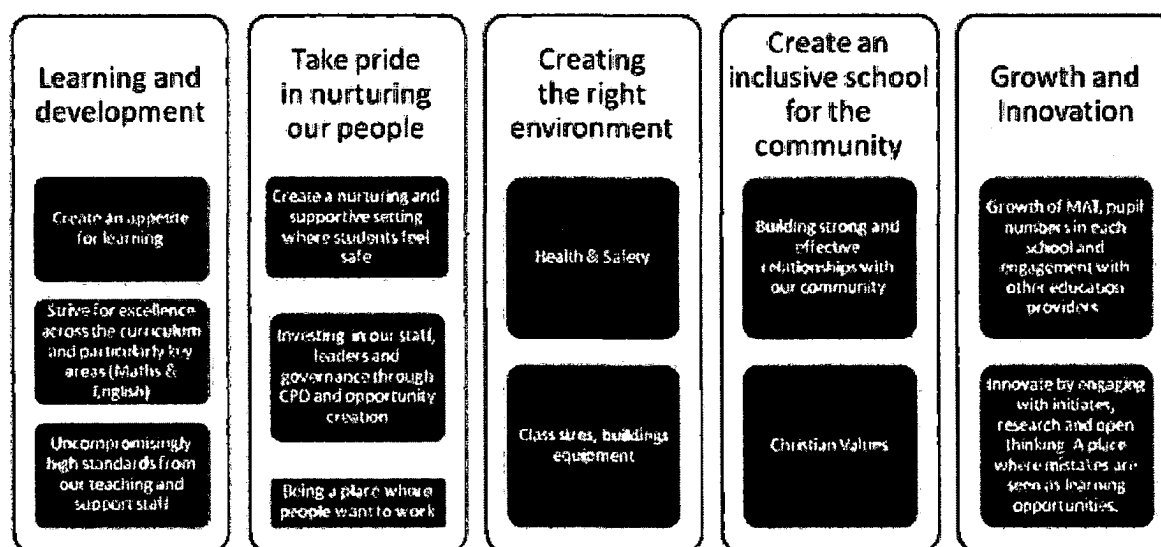 Learning and
development
Create an appetite
for learning
Strive for excellence
across the curriculum
and particularly key
areas (Maths &
English)
Uncompromisingly
high standards from
our teaching and
support staff
Take pride
in nurturing
our people
Create a nurturing and
supportive setting
where students feel
safe
Investing in our staff,
leaders and
governance through
CPD and opportunity
creation
Being a place where
people want to work
Creating
the right
environment
Health & Safety
Class sizes, buildings
equipment
Create an
inclusive school
for the
community
Building strong and
effective
relationships with
our community
Christian Values
Growth and
Innovation
Growth of MAT, pupil
numbers in each
school and
engagement with
other education
providers
Innovate by engaging
with initiates,
research and open
thinking. A place
where mistakes are
seen as learning
opportunities.